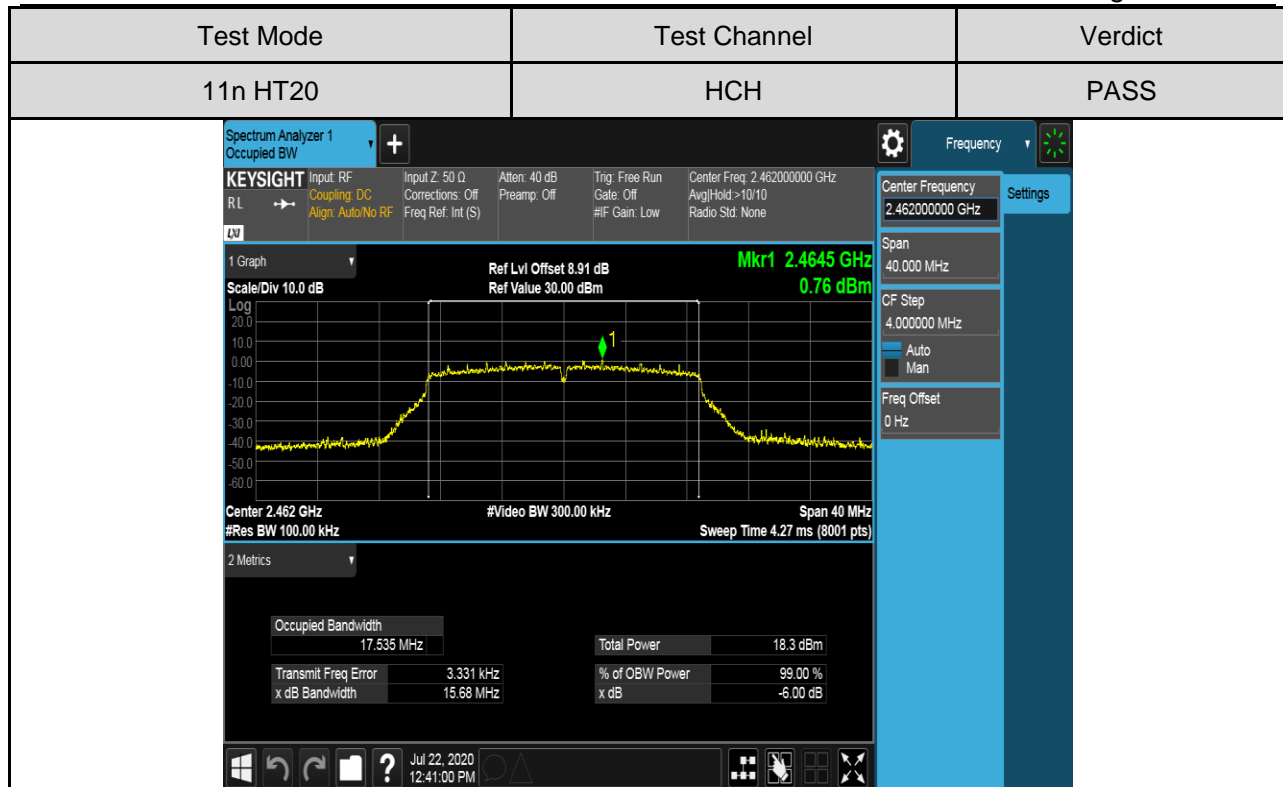 Test Mode Test Channel Verdict
11n HT20 HCH PASS
Spectrum Analyzer 1
Occupied BW
Frequency
KEYSIGHT Input: RF Input Z: 50 Ω Atten: 40 dB Trig: Free Run Center Freq: 2.462000000 GHz
RL Coupling: DC Corrections: Off Preamp: Off Gate: Off Avg|Hold:>10/10
Align: Auto/No RF Freq Ref: Int (S) #IF Gain: Low Radio Std: None
LXI
Center Frequency
2.462000000 GHz
Settings
Span
40.000 MHz
CF Step
4.000000 MHz
Auto
Man
Freq Offset
0 Hz
1 Graph Ref Lvl Offset 8.91 dB Mkr1 2.4645 GHz
Scale/Div 10.0 dB Ref Value 30.00 dBm 0.76 dBm
Log
20.0
10.0
1
0.00
-10.0
-20.0
-30.0
-40.0
-50.0
-60.0
Center 2.462 GHz #Video BW 300.00 kHz Span 40 MHz
#Res BW 100.00 kHz Sweep Time 4.27 ms (8001 pts)
2 Metrics
Occupied Bandwidth
17.535 MHz Total Power 18.3 dBm
Transmit Freq Error 3.331 kHz % of OBW Power 99.00 %
x dB Bandwidth 15.68 MHz x dB -6.00 dB
? Jul 22, 2020
12:41:00 PM